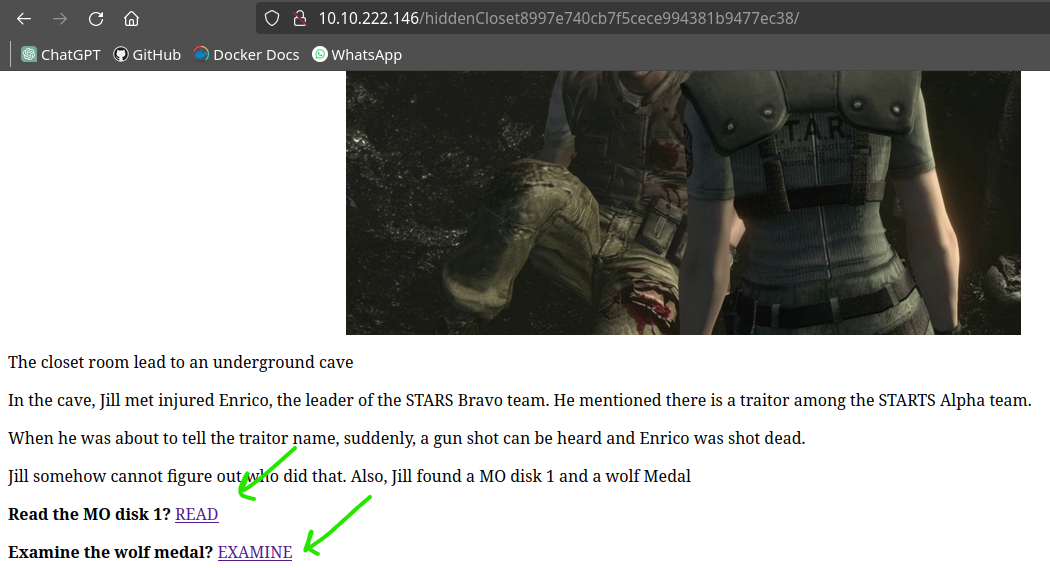 10.10.222.146/hiddenCloset8997e740cb7f5cece994381b9477ec38/
ChatGPT GitHub Docker Docs WhatsApp
T.A.R.
The closet room lead to an underground cave
In the cave, Jill met injured Enrico, the leader of the STARS Bravo team. He mentioned there is a traitor among the STARTS Alpha team.
When he was about to tell the traitor name, suddenly, a gun shot can be heard and Enrico was shot dead.
Jill somehow cannot figure out who did that. Also, Jill found a MO disk 1 and a wolf Medal
Read the MO disk 1? READ
Examine the wolf medal? EXAMINE